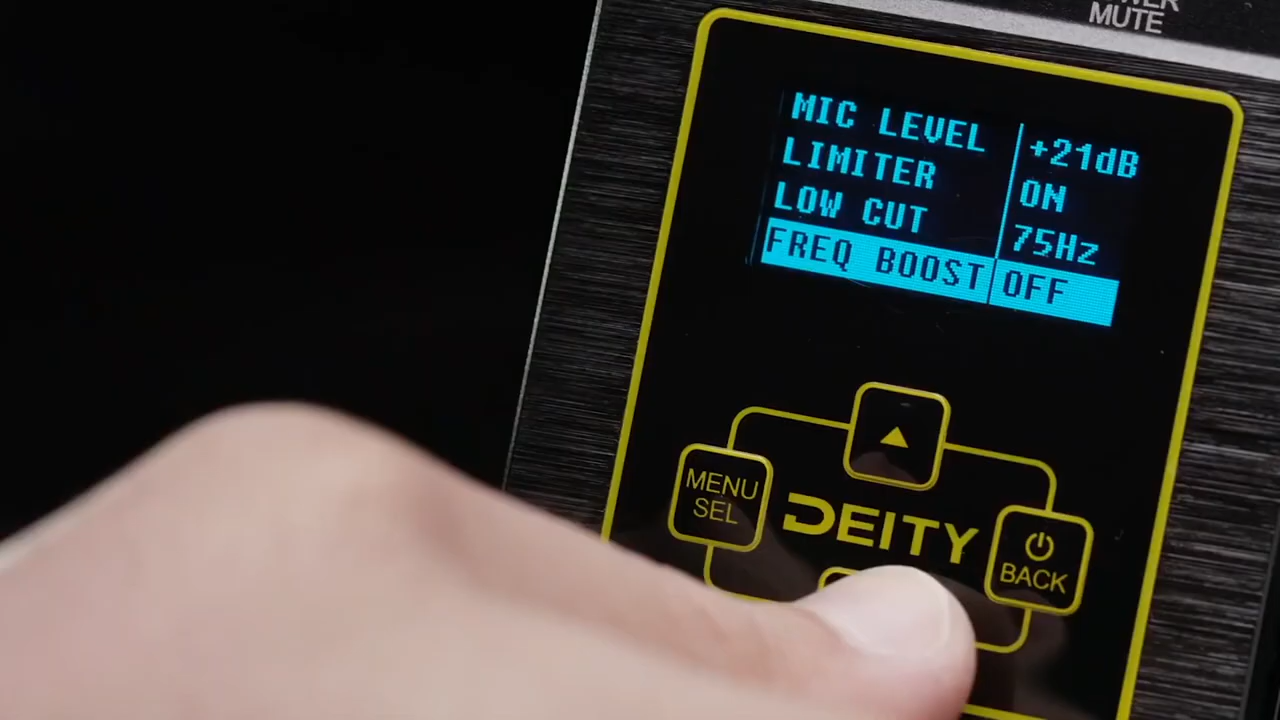 MUTE
MIC LEVEL +21dB
LIMITER ON
LOW CUT 75Hz
FREQ BOOST OFF
MENU
SEL
DEITY
BACK